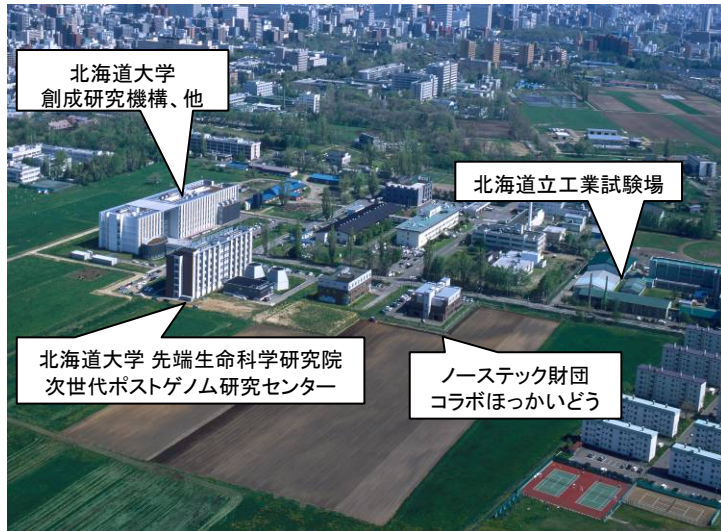 北海道大学
創成研究機構、他
北海道立工業試験場
北海道大学 先端生命科学研究院
次世代ポストゲノム研究センター
ノーステック財団
コラボほっかいどう